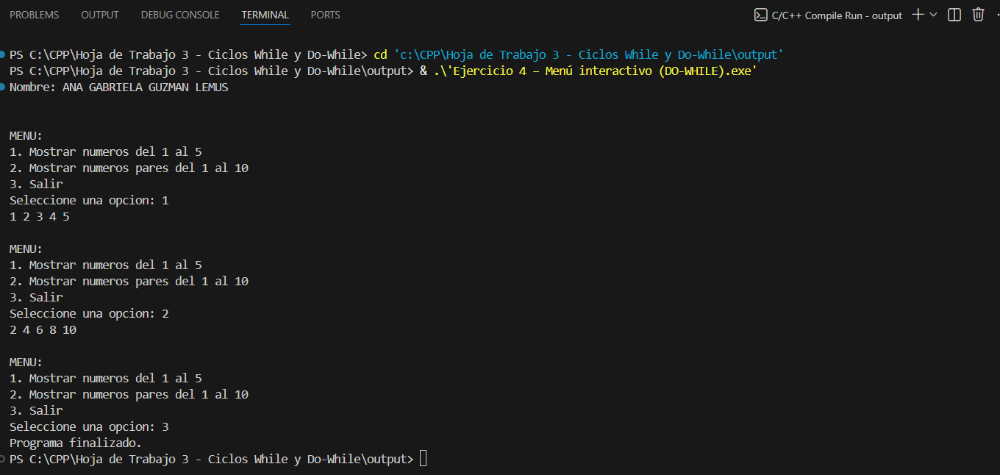 PROBLEMS OUTPUT DEBUG CONSOLE TERMINAL PORTS C/C++ Compile Run - output
PS C:\CPP\Hoja de Trabajo 3 - Ciclos While y Do-While> cd 'c:\CPP\Hoja de Trabajo 3 - Ciclos While y Do-While\output'
PS C:\CPP\Hoja de Trabajo 3 - Ciclos While y Do-While\output> & .\'Ejercicio 4 – Menú interactivo (DO-WHILE).exe'
Nombre: ANA GABRIELA GUZMAN LEMUS
MENU:
1. Mostrar numeros del 1 al 5
2. Mostrar numeros pares del 1 al 10
3. Salir
Seleccione una opcion: 1
1 2 3 4 5
MENU:
1. Mostrar numeros del 1 al 5
2. Mostrar numeros pares del 1 al 10
3. Salir
Seleccione una opcion: 2
2 4 6 8 10
MENU:
1. Mostrar numeros del 1 al 5
2. Mostrar numeros pares del 1 al 10
3. Salir
Seleccione una opcion: 3
Programa finalizado.
PS C:\CPP\Hoja de Trabajo 3 - Ciclos While y Do-While\output>